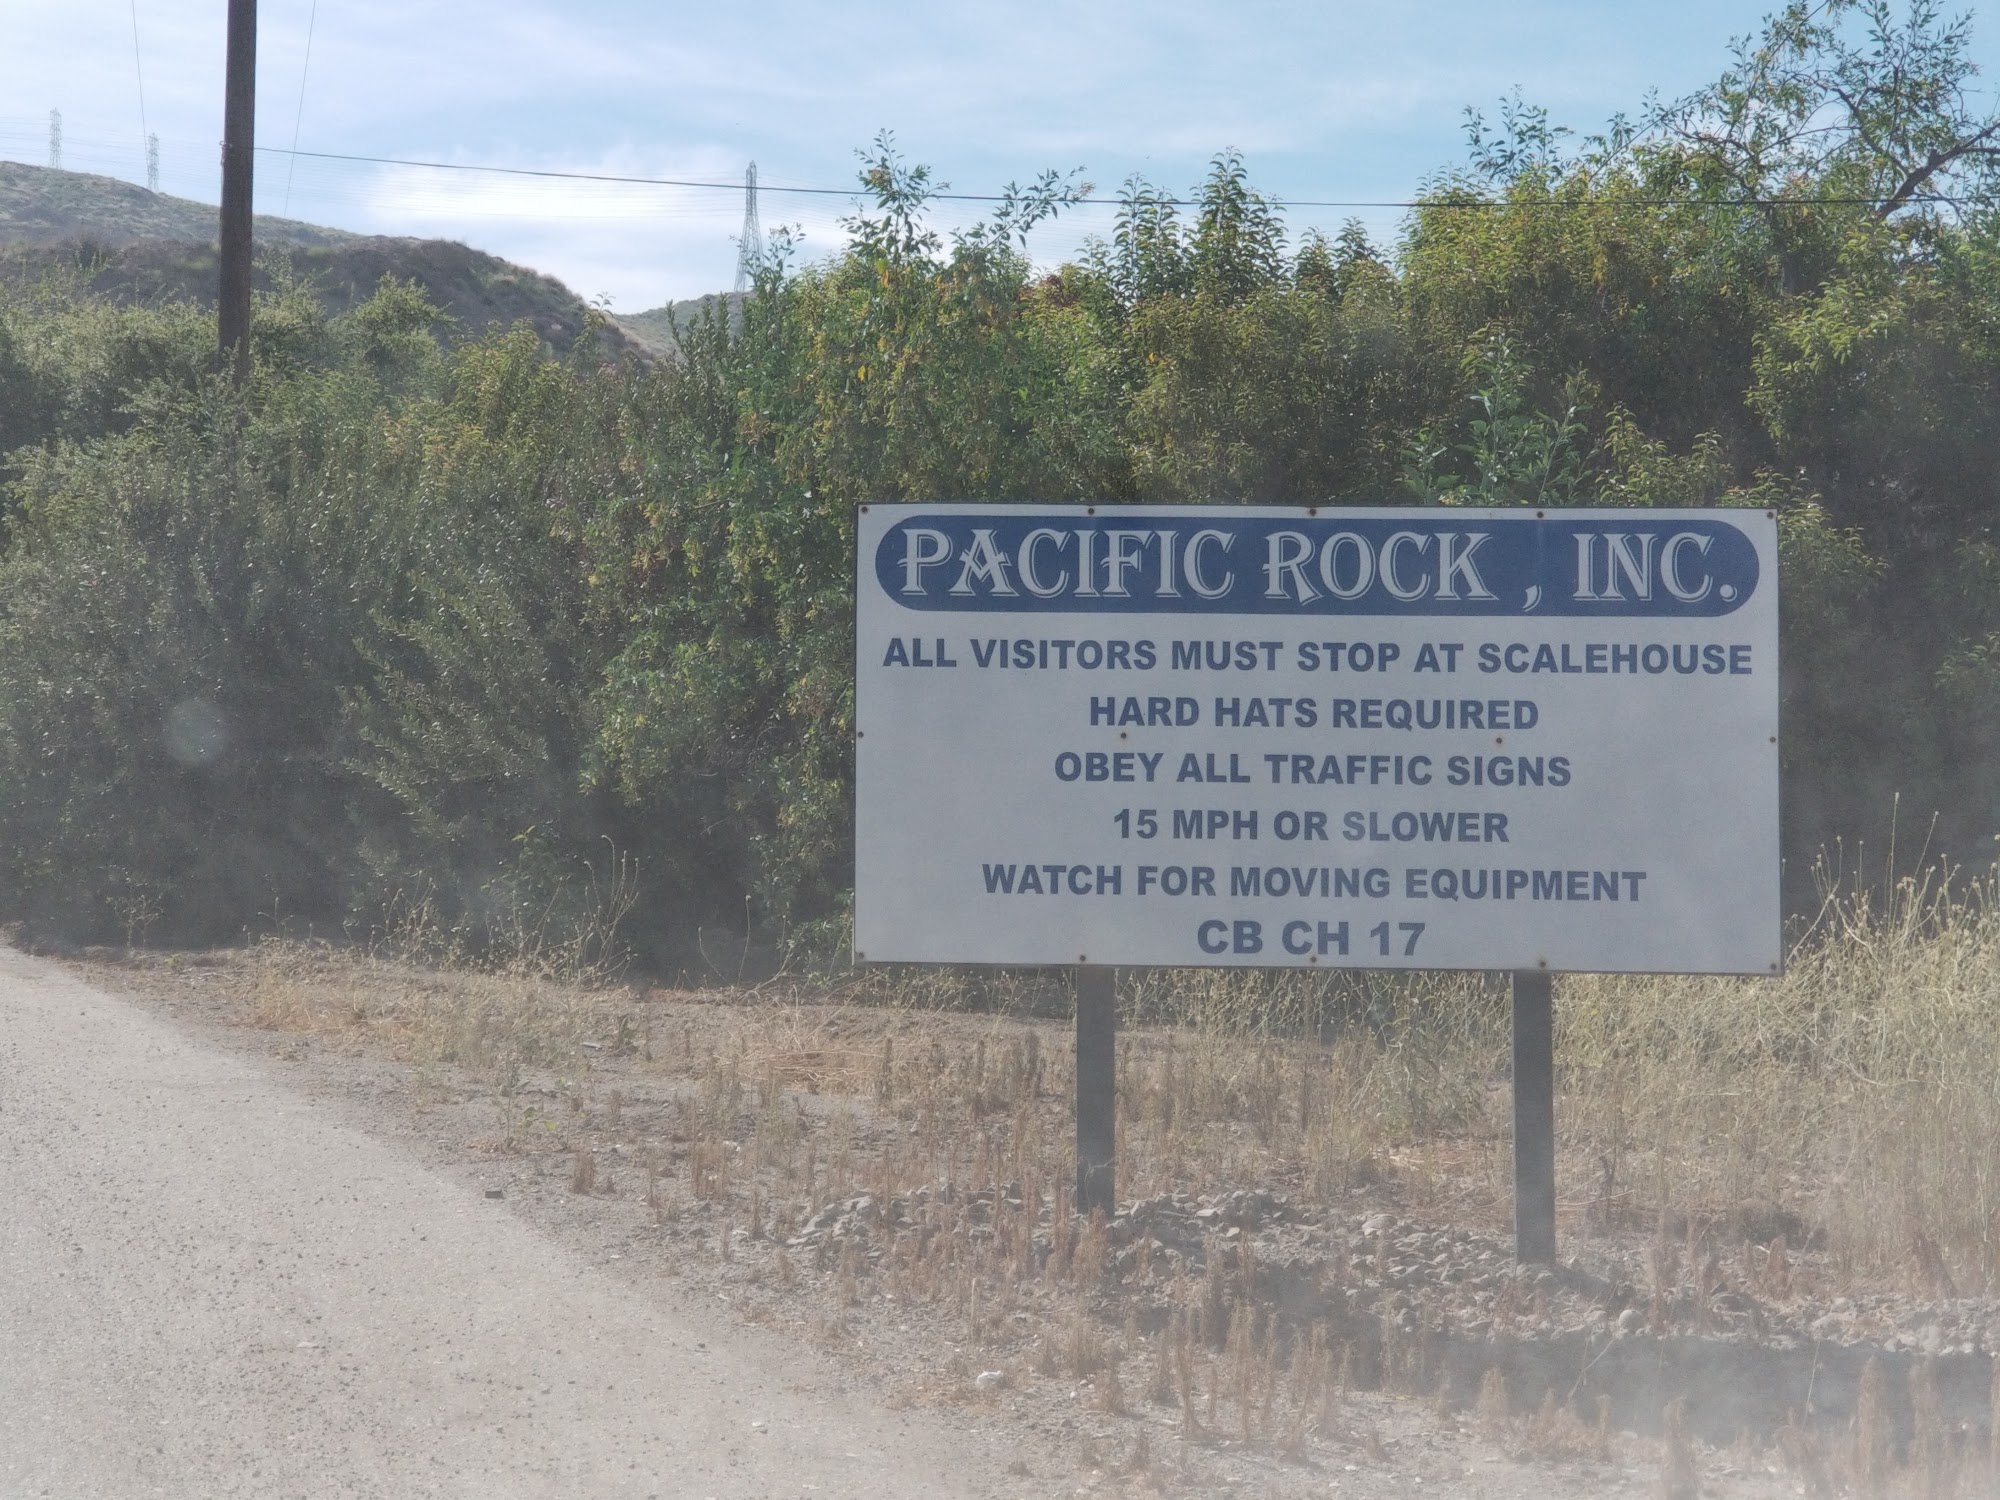 PACIFIC ROCK , INC.
ALL VISITORS MUST STOP AT SCALEHOUSE
HARD HATS REQUIRED
OBEY ALL TRAFFIC SIGNS
15 MPH OR SLOWER
WATCH FOR MOVING EQUIPMENT
CB CH 17